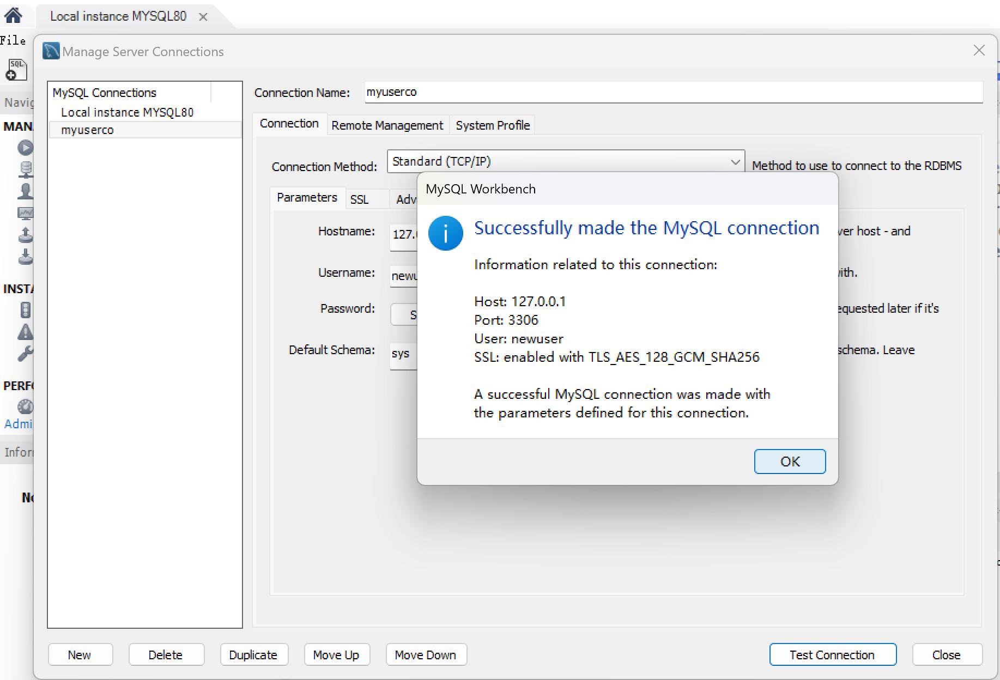 Local instance MYSQL80
File
Manage Server Connections
SQL
MySQL Connections
Local instance MYSQL80
myuserco
Connection Name: myuserco
Connection Remote Management System Profile
Connection Method: Standard (TCP/IP) Method to use to connect to the RDBMS
Parameters SSL
Hostname: 127. ver host - and
Username: newu
Password: S equested later if it's
Default Schema: sys schema. Leave
MySQL Workbench
Successfully made the MySQL connection
Information related to this connection:
Host: 127.0.0.1
Port: 3306
User: newuser
SSL: enabled with TLS_AES_128_GCM_SHA256
A successful MySQL connection was made with
the parameters defined for this connection.
OK
Navig
MAN
INSTA
PERF
Admi
Infor
New Delete Duplicate Move Up Move Down Test Connection Close